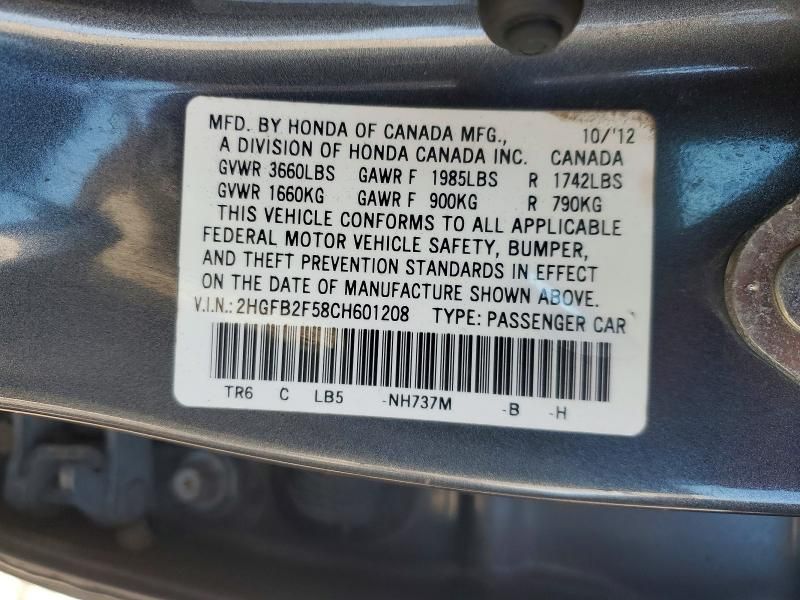 MFD. BY HONDA OF CANADA MFG., 10/'12
A DIVISION OF HONDA CANADA INC. CANADA
GVWR 3660LBS GAWR F 1985LBS R 1742LBS
GVWR 1660KG GAWR F 900KG R 790KG
THIS VEHICLE CONFORMS TO ALL APPLICABLE
FEDERAL MOTOR VEHICLE SAFETY, BUMPER,
AND THEFT PREVENTION STANDARDS IN EFFECT
ON THE DATE OF MANUFACTURE SHOWN ABOVE.
V.I.N.: 2HGFB2F58CH601208 TYPE: PASSENGER CAR
TR6 C LB5 -NH737M -B -H